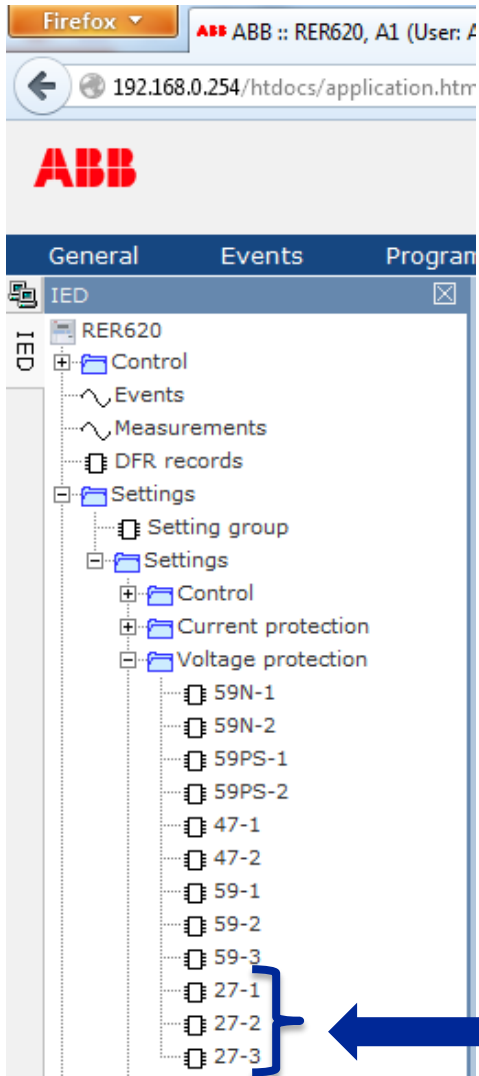 Firefox
ABB ABB :: RER620, A1 (User: A
192.168.0.254/htdocs/application.htm
ABB
General Events Program
IED
IED
RER620
Control
Events
Measurements
DFR records
Settings
Setting group
Settings
Control
Current protection
Voltage protection
59N-1
59N-2
59PS-1
59PS-2
47-1
47-2
59-1
59-2
59-3
27-1
27-2
27-3